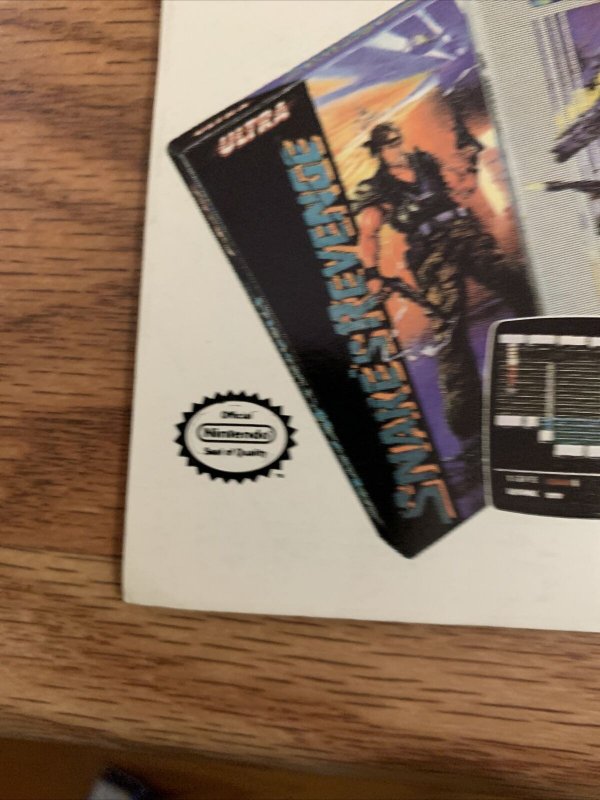 ULTRA
SNAKE'S REVENGE
Official
Nintendo
Seal of Quality